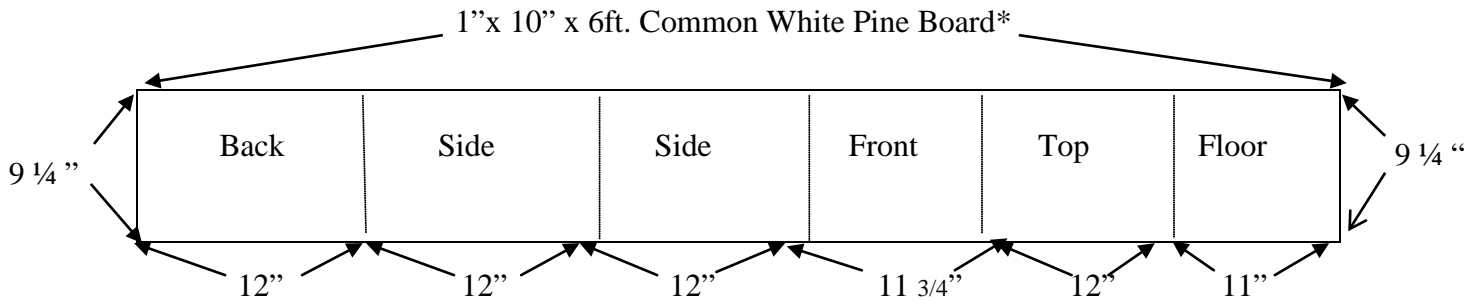 1”x 10” x 6ft. Common White Pine Board*
Back Side Side Front Top Floor
9 ¼ ” 9 ¼ “
12” 12” 12” 11 3/4” 12” 11”